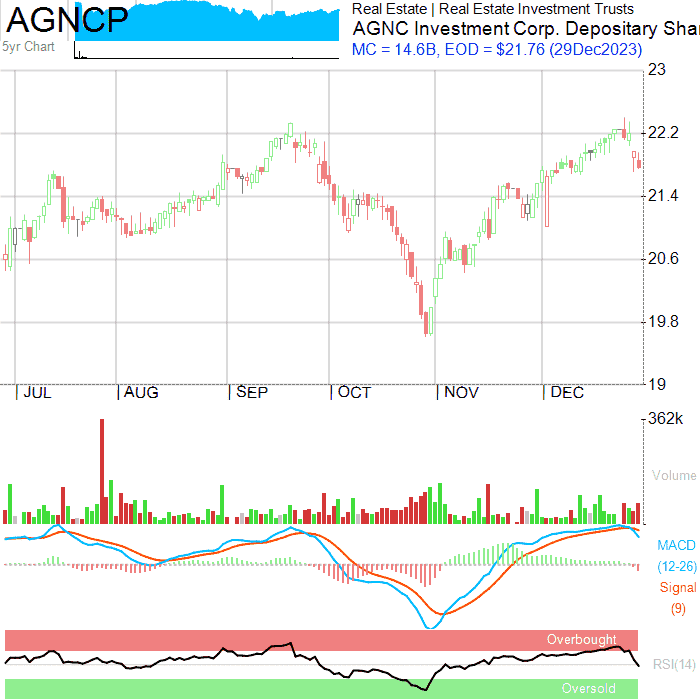 AGNCP
5yr Chart
Real Estate | Real Estate Investment Trusts
AGNC Investment Corp. Depositary Shar
MC = 14.6B, EOD = $21.76 (29Dec2023)
23
22.2
21.4
20.6
19.8
19
JUL
AUG
SEP
OCT
NOV
DEC
362k
Volume
MACD
(12-26)
Signal
(9)
Overbought
RSI(14)
Oversold